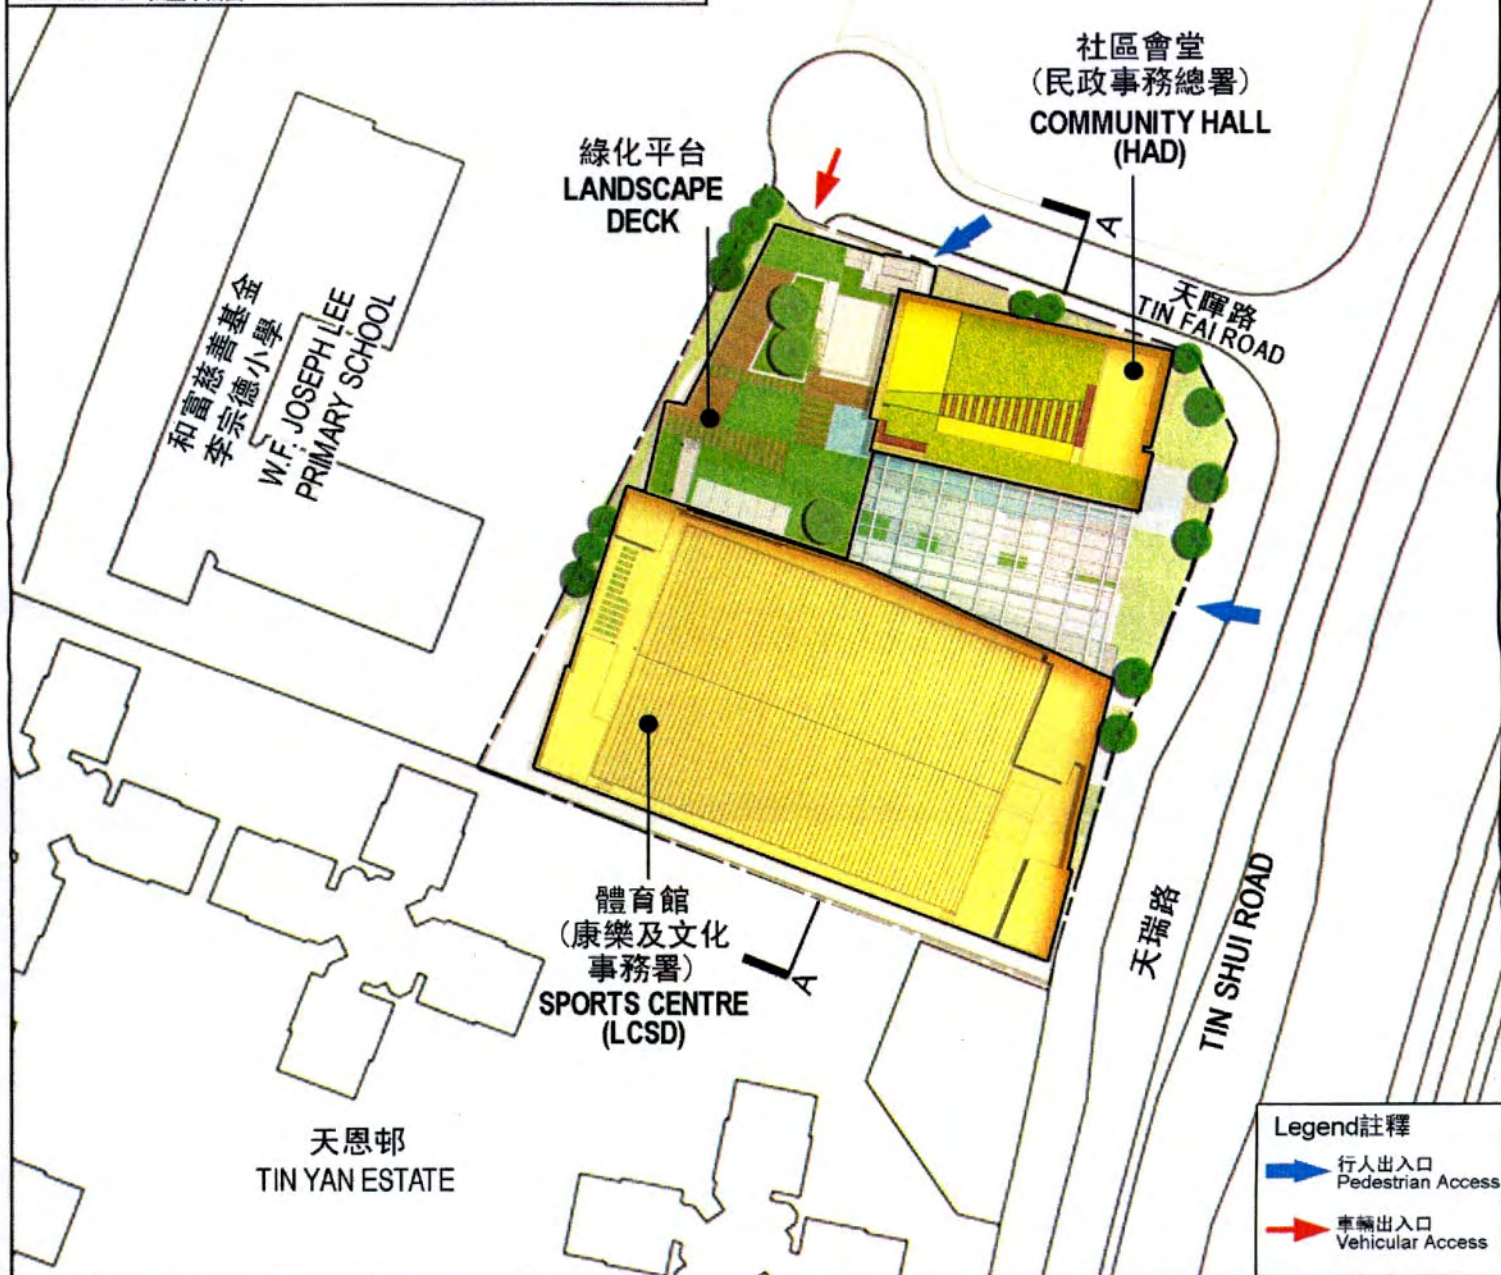 社區會堂
(民政事務總署)
COMMUNITY HALL
(HAD)
綠化平台
LANDSCAPE
DECK
A
天暉路
TIN FAI ROAD
和富慈善基金
李宗德小學
W.F. JOSEPH LEE
PRIMARY SCHOOL
體育館
(康樂及文化
事務署)
SPORTS CENTRE
(LCSD)
A
天瑞路
TIN SHUI ROAD
天恩邨
TIN YAN ESTATE
Legend註釋
行人出入口
Pedestrian Access
車輛出入口
Vehicular Access